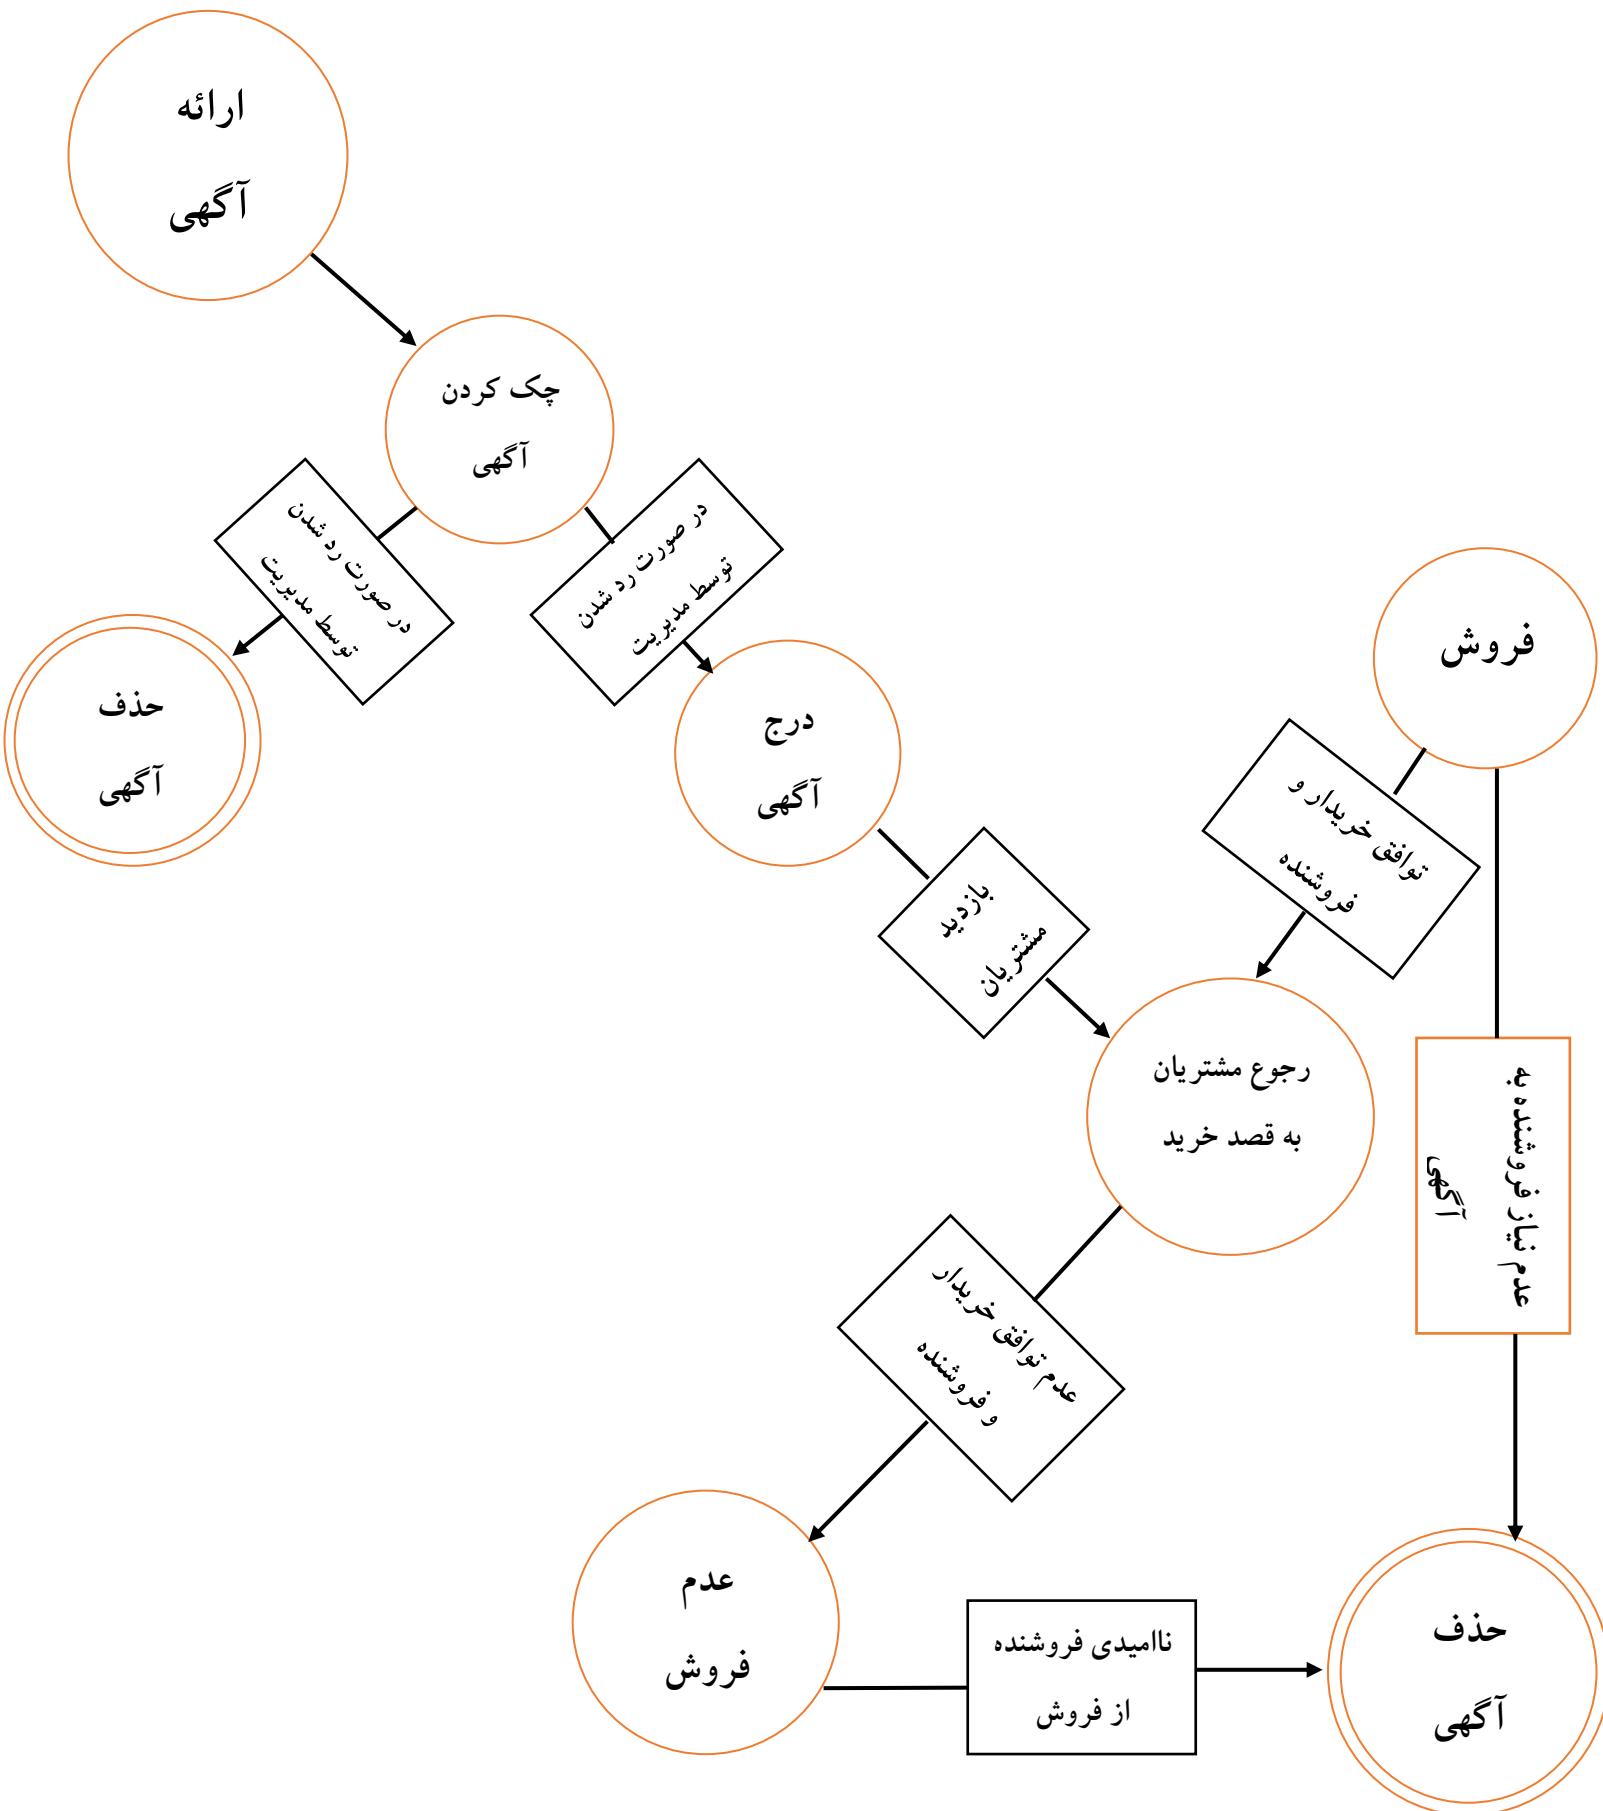 ارائه
آگهی
چک کردن
آگهی
در صورت رد شدن
توسط مدیریت
در صورت رد شدن
توسط مدیریت
حذف
آگهی
درج
آگهی
فروش
توافق خریدار و
فروشنده
بازدید
مشتریان
رجوع مشتریان
به قصد خرید
عدم نیاز فروشنده به
آگهی
عدم توافق خریدار
و فروشنده
عدم
فروش
ناامیدی فروشنده
از فروش
حذف
آگهی